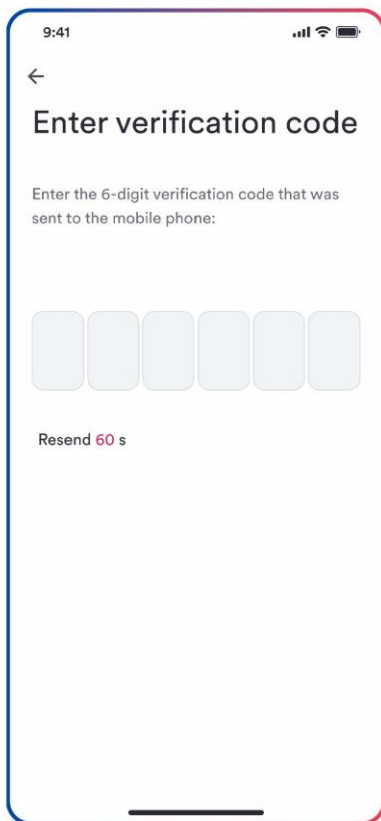 9:41
Enter verification code
Enter the 6-digit verification code that was
sent to the mobile phone:
Resend 60 s